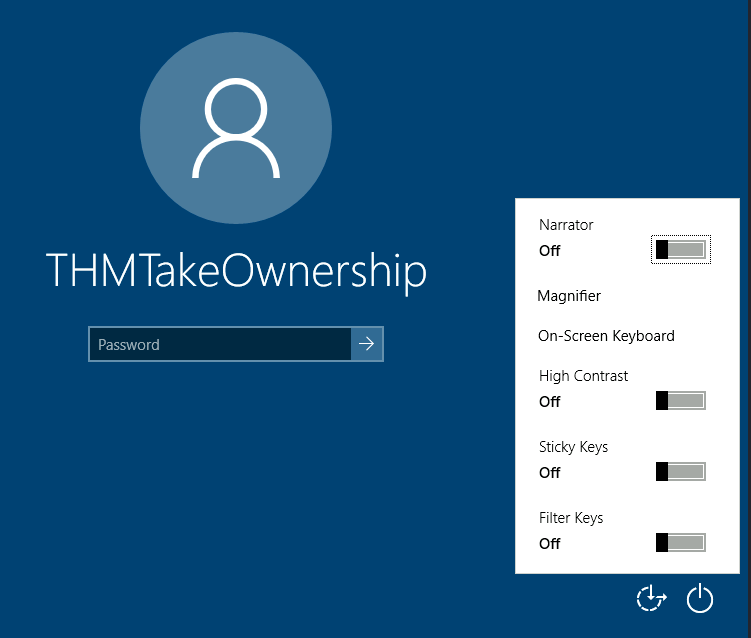 THMTakeOwnership
Password
Narrator
Off
Magnifier
On-Screen Keyboard
High Contrast
Off
Sticky Keys
Off
Filter Keys
Off